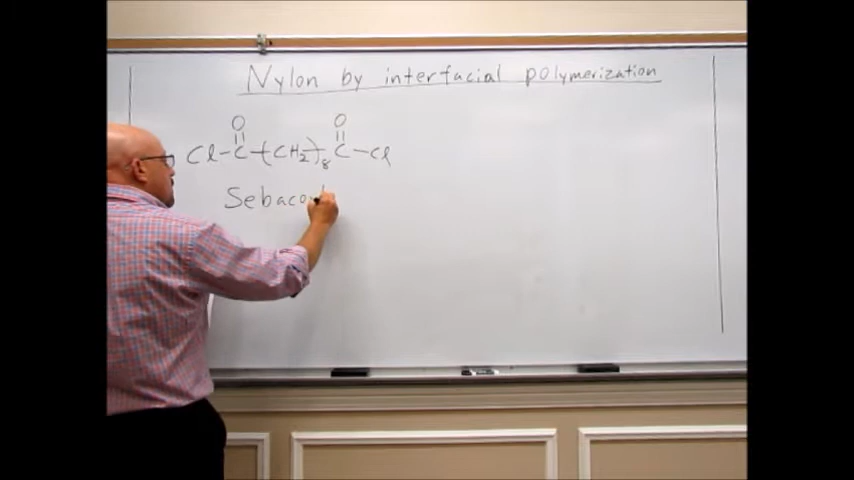 Nylon by interfacial polymerization
O O
Cl-C-(CH2)8-C-Cl
Sebaco